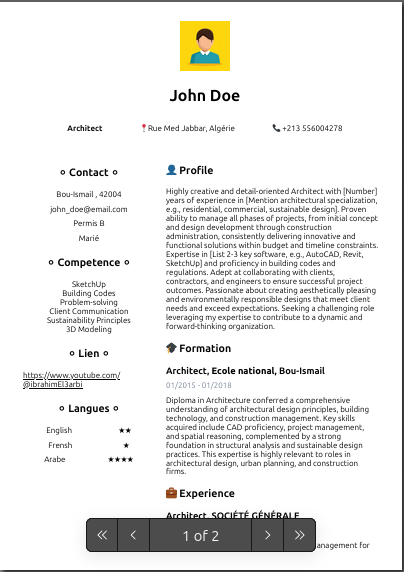 John Doe
Architect
Rue Med Jabbar, Algérie
+213 556004278
Contact
Bou-Ismail , 42004
john_doe@email.com
Permis B
Marié
Competence
SketchUp
Building Codes
Problem-solving
Client Communication
Sustainability Principles
3D Modeling
Lien
https://www.youtube.com/
@ibrahimEl3arbi
Langues
English ★★
Frensh ★
Arabe ★★★★
Profile
Highly creative and detail-oriented Architect with [Number]
years of experience in [Mention architectural specialization,
e.g., residential, commercial, sustainable design]. Proven
ability to manage all phases of projects, from initial concept
and design development through construction
administration, consistently delivering innovative and
functional solutions within budget and timeline constraints.
Expertise in [List 2-3 key software, e.g., AutoCAD, Revit,
SketchUp] and proficiency in building codes and
regulations. Adept at collaborating with clients,
contractors, and engineers to ensure successful project
outcomes. Passionate about creating aesthetically pleasing
and environmentally responsible designs that meet client
needs and exceed expectations. Seeking a challenging role
leveraging my expertise to contribute to a dynamic and
forward-thinking organization.
Formation
Architect, Ecole national, Bou-Ismail
01/2015 - 01/2018
Diploma in Architecture conferred a comprehensive
understanding of architectural design principles, building
technology, and construction management. Key skills
acquired include CAD proficiency, project management,
and spatial reasoning, complemented by a strong
foundation in structural analysis and sustainable design
practices. This expertise is highly relevant to roles in
architectural design, urban planning, and construction
firms.
Experience
Architect, SOCIÉTÉ GÉNÉRALE
1 of 2
anagement for